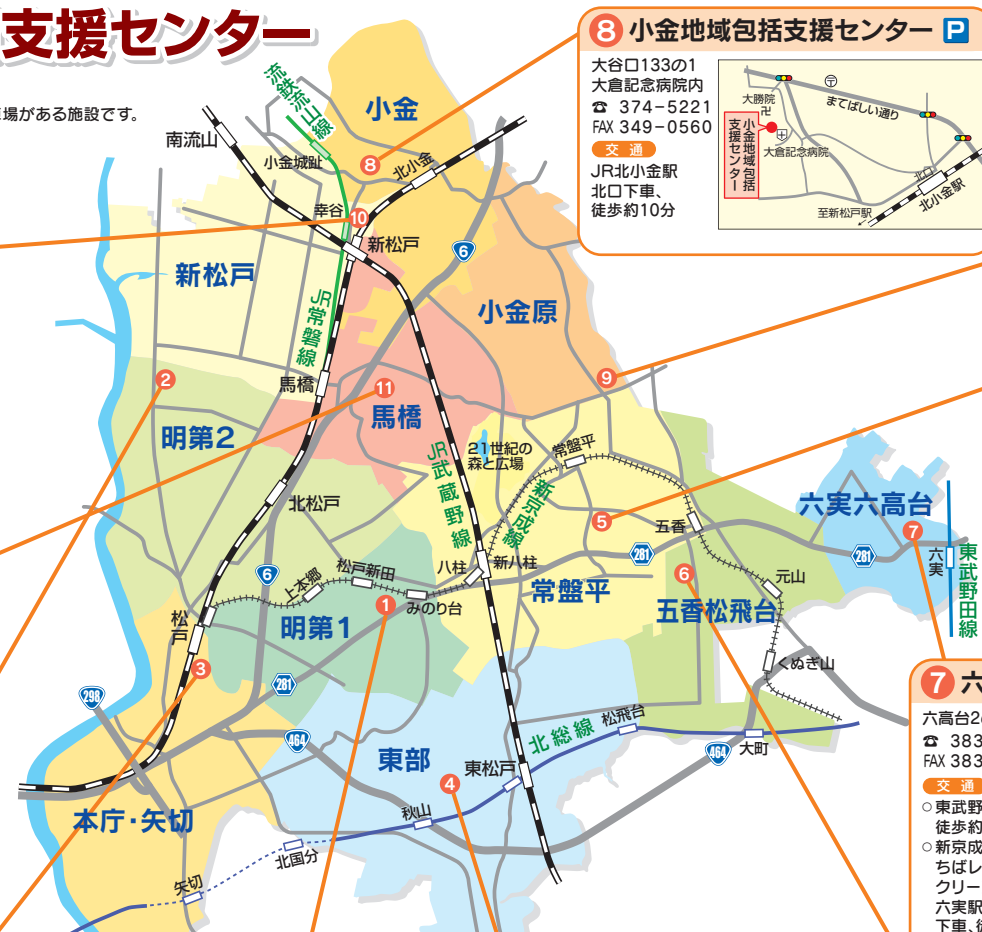 支援センター
場がある施設です。
8 小金地域包括支援センター P
大谷口133の1
大倉記念病院内
☎ 374-5221
FAX 349-0560
交通
JR北小金駅
北口下車、
徒歩約10分
大勝院
卍
〒
まてばしい通り
小金地域包括
支援センター
大倉記念病院
北口
北小金駅
至新松戸駅
流鉄流山線
小金
南流山
小金城趾
8
北小金
幸谷
10
新松戸
6
新松戸
JR常磐線
小金原
2
馬橋
11
馬橋
9
明第2
JR武蔵野線
21世紀の
森と広場
常盤平
新京成線
北松戸
5
五香
六実六高台
7
281
281
六実
東武野田線
6
上本郷
松戸新田
八柱
新八柱
6
元山
松戸
1
みのり台
常盤平
五香松飛台
明第1
くぬぎ山
3
281
298
464
東部
北総線
松飛台
464
大町
4
東松戸
本庁・矢切
秋山
北国分
矢切
7 六
六高台2
☎ 383
FAX 383
交通
○東武野
徒歩約
○新京成
ちばレ
クリー
六実駅
下車、徒